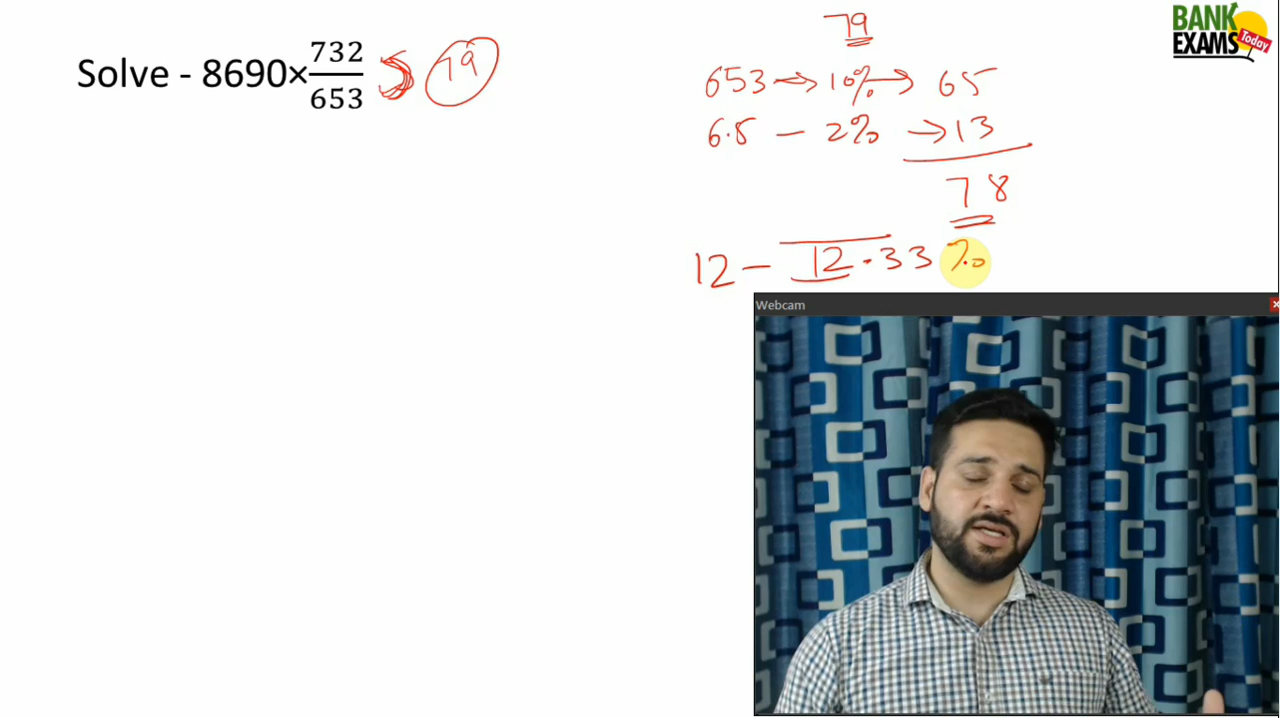 Solve - 8690×732/653 79
79
653 → 10% → 65
6.5 — 2% → 13
78
12 — 12.33%
BANK
EXAMS Today
Webcam